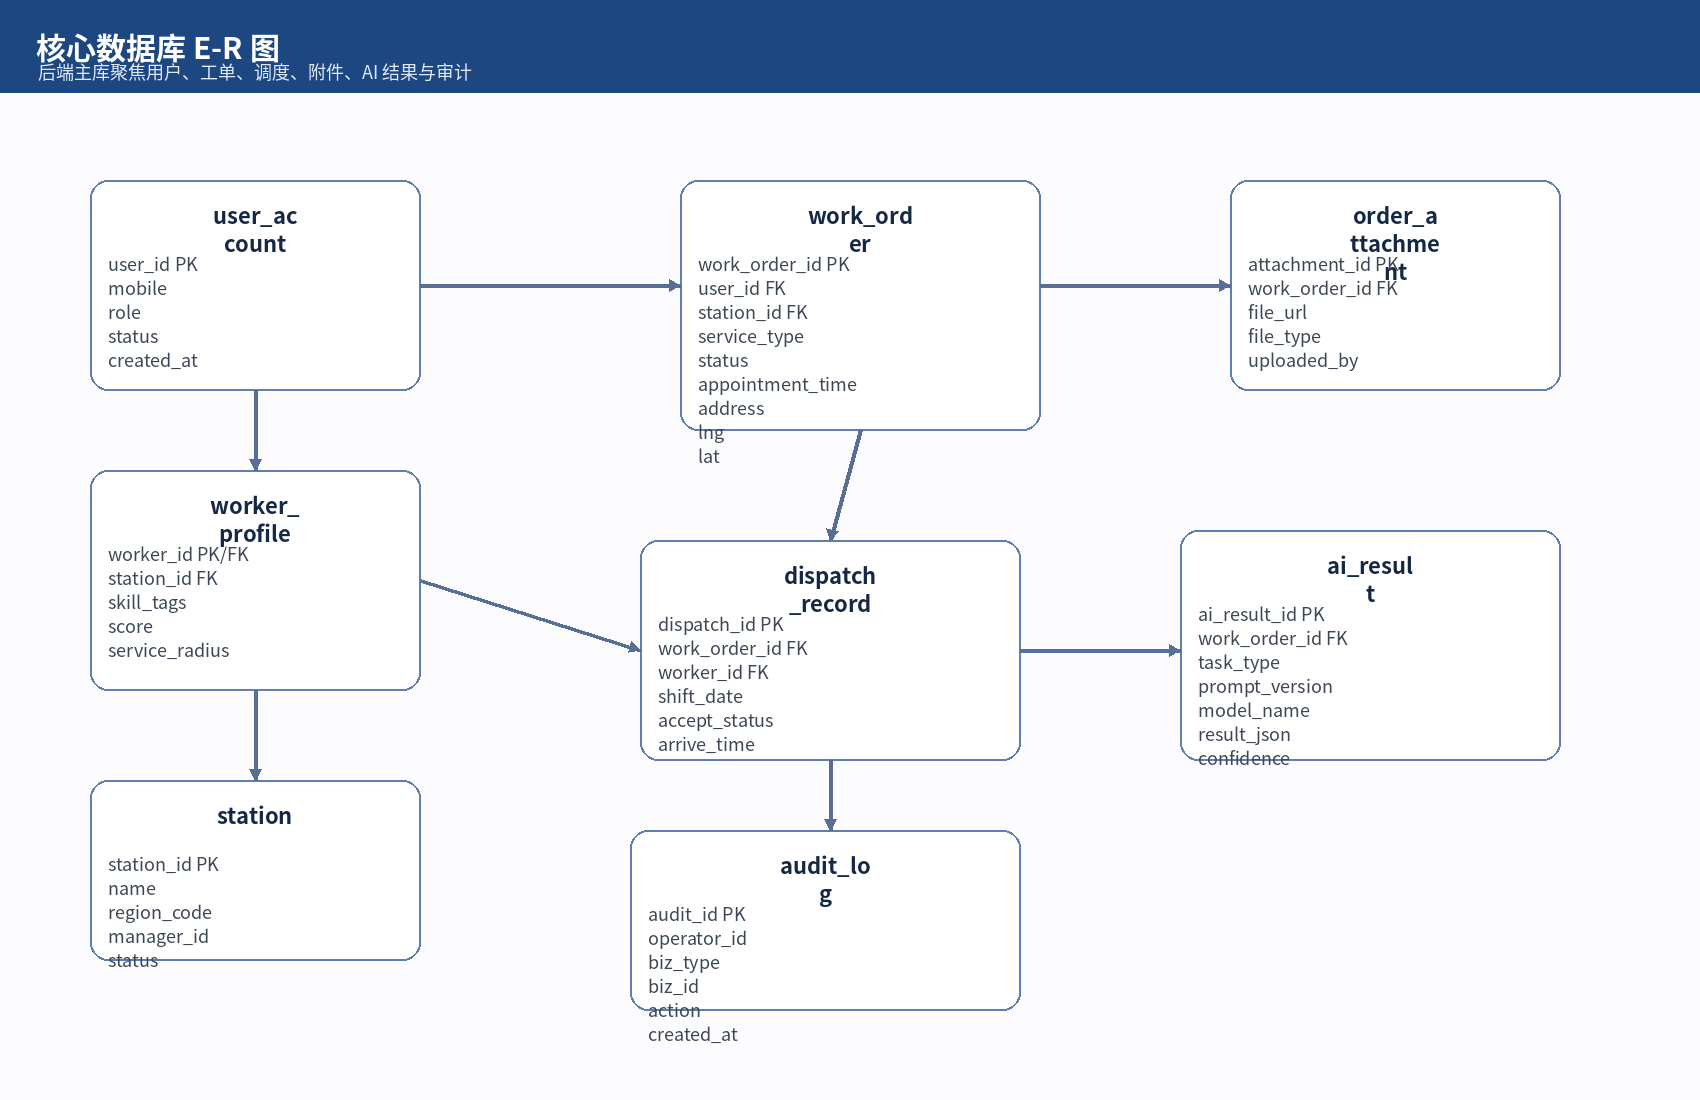 核心数据库 E-R 图
后端主库聚焦用户、工单、调度、附件、AI 结果与审计
user_ac
count
user_id PK
mobile
role
status
created_at
work_ord
er
work_order_id PK
user_id FK
station_id FK
service_type
status
appointment_time
address
lng
lat
order_a
ttachme
nt
attachment_id PK
work_order_id FK
file_url
file_type
uploaded_by
worker_
profile
worker_id PK/FK
station_id FK
skill_tags
score
service_radius
dispatch
_record
dispatch_id PK
work_order_id FK
worker_id FK
shift_date
accept_status
arrive_time
ai_resul
t
ai_result_id PK
work_order_id FK
task_type
prompt_version
model_name
result_json
confidence
station
station_id PK
name
region_code
manager_id
status
audit_lo
g
audit_id PK
operator_id
biz_type
biz_id
action
created_at